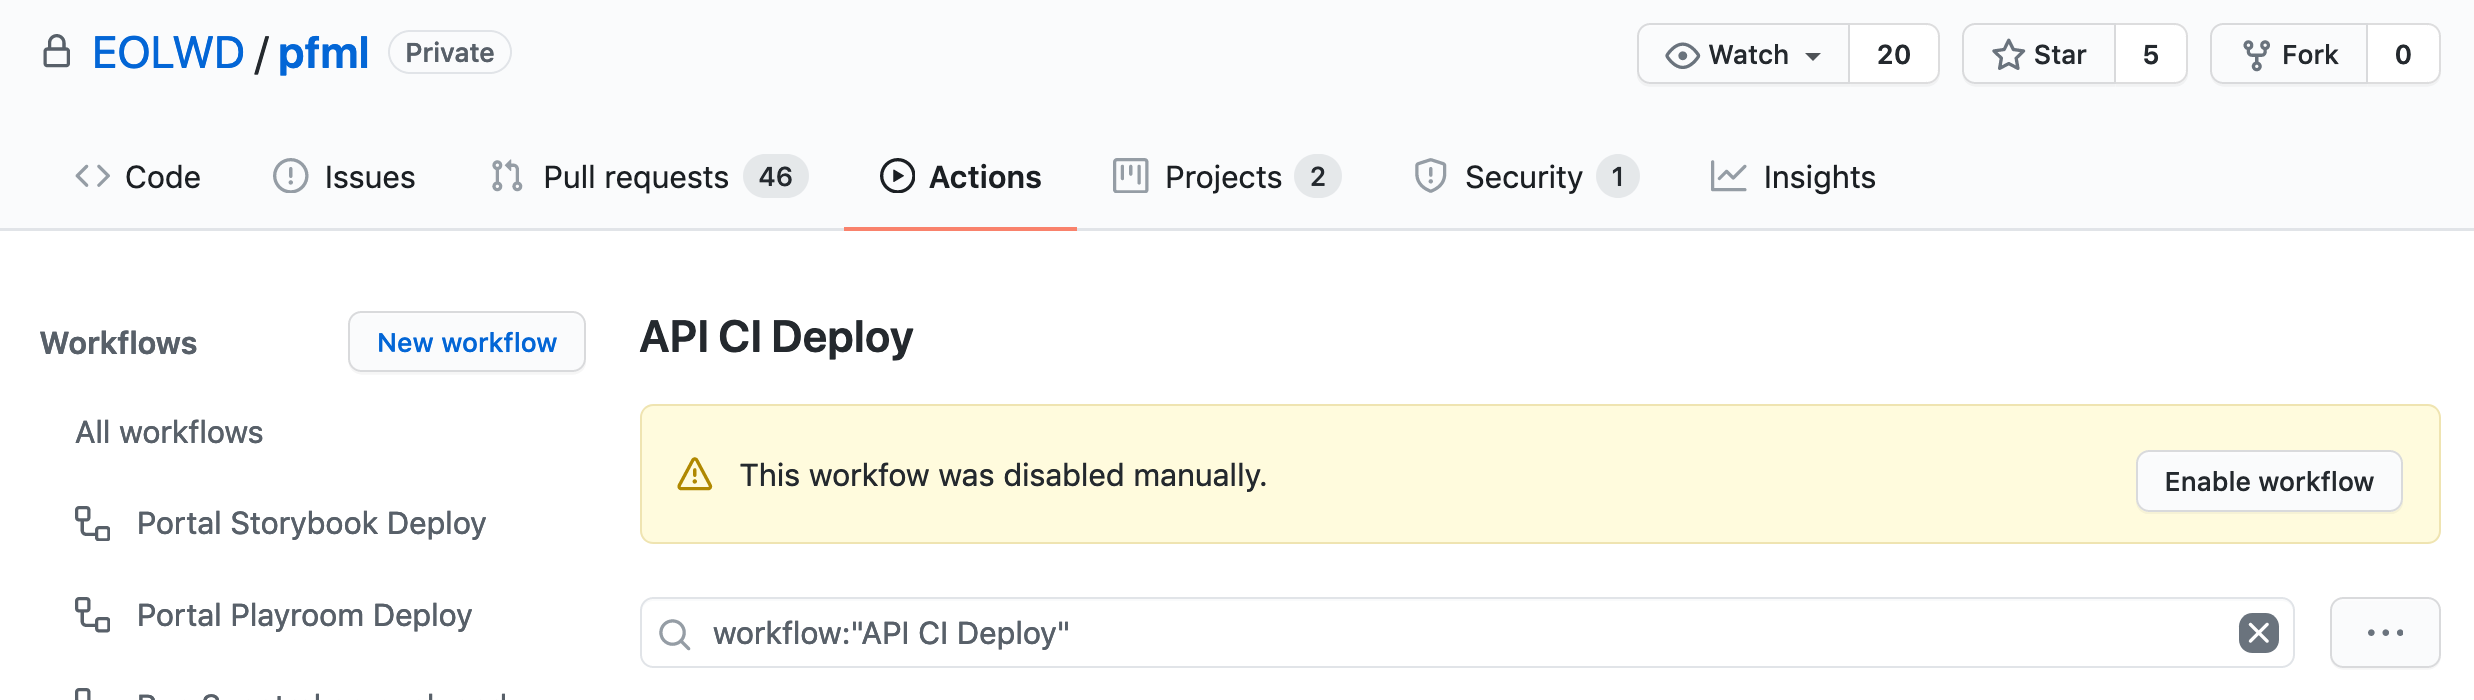 EOLWD / pfml Private Watch 20 Star 5 Fork 0
Code Issues Pull requests 46 Actions Projects 2 Security 1 Insights
Workflows New workflow
All workflows
Portal Storybook Deploy
Portal Playroom Deploy
API CI Deploy
This workfow was disabled manually. Enable workflow
workflow:"API CI Deploy"